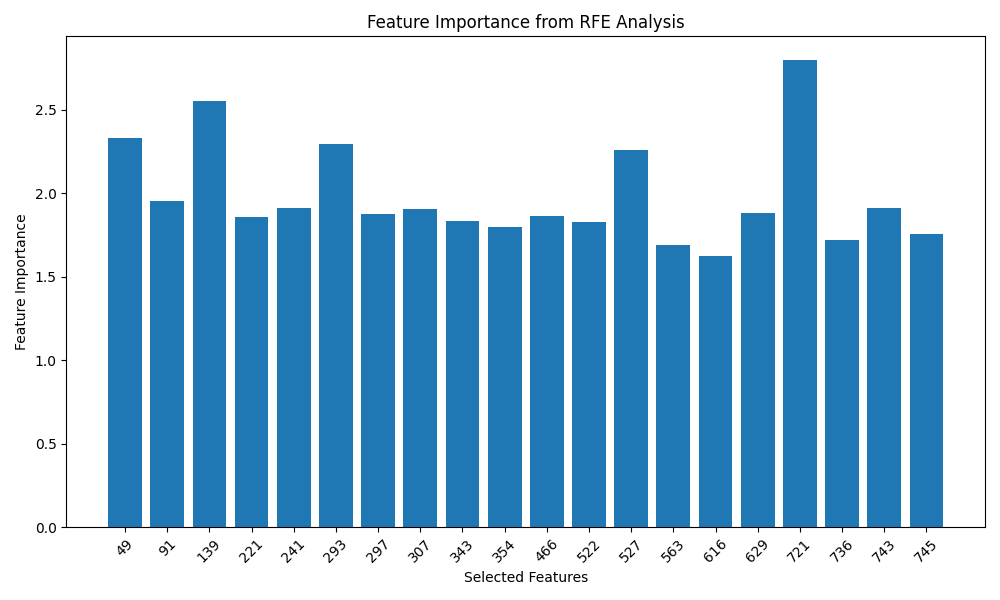 Feature Importance from RFE Analysis
Feature Importance
2.5
2.0
1.5
1.0
0.5
0.0
49 91 139 221 241 293 297 307 343 354 466 522 527 563 616 629 721 736 743 745
Selected Features